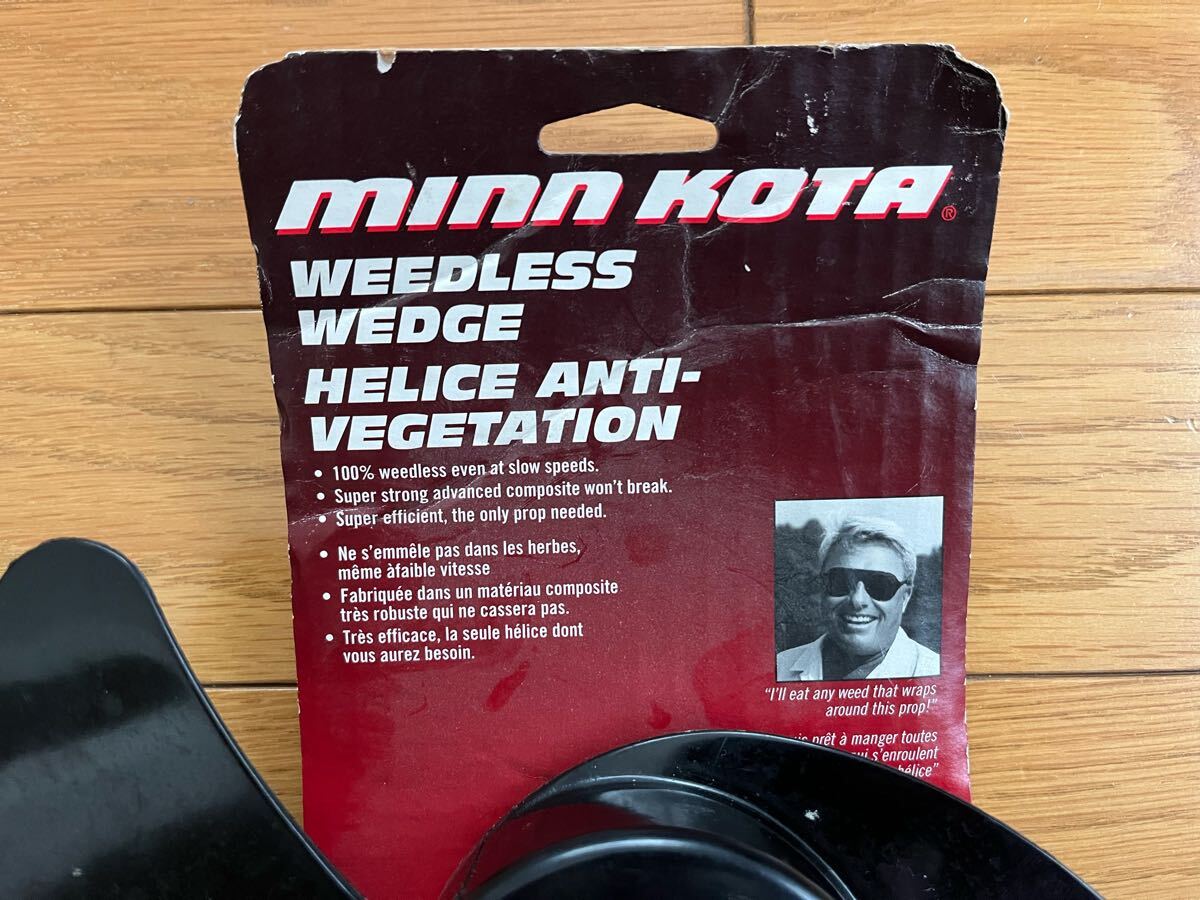 MINN KOTA®
WEEDLESS
WEDGE
HELICE ANTI-
VEGETATION
• 100% weedless even at slow speeds.
• Super strong advanced composite won't break.
• Super efficient, the only prop needed.
• Ne s'emmêle pas dans les herbes,
même àfaible vitesse
• Fabriquée dans un matériau composite
très robuste qui ne cassera pas.
• Très efficace, la seule hélice dont
vous aurez besoin.
"I'll eat any weed that wraps
around this prop!"
prêt à manger toutes
s'enroulent
hélice"